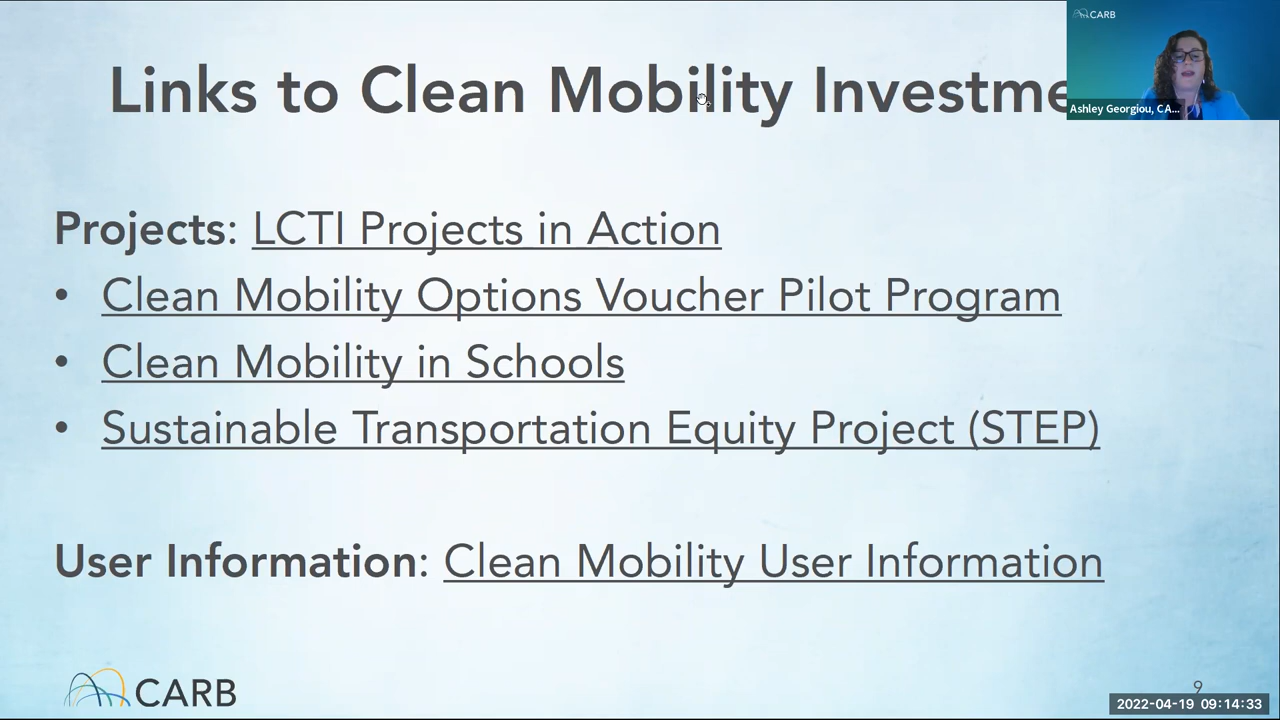 CARB
Links to Clean Mobility Investme
Ashley Georgiou, CA...
Projects: LCTI Projects in Action
• Clean Mobility Options Voucher Pilot Program
• Clean Mobility in Schools
• Sustainable Transportation Equity Project (STEP)
User Information: Clean Mobility User Information
CARB
9
2022-04-19 09:14:33